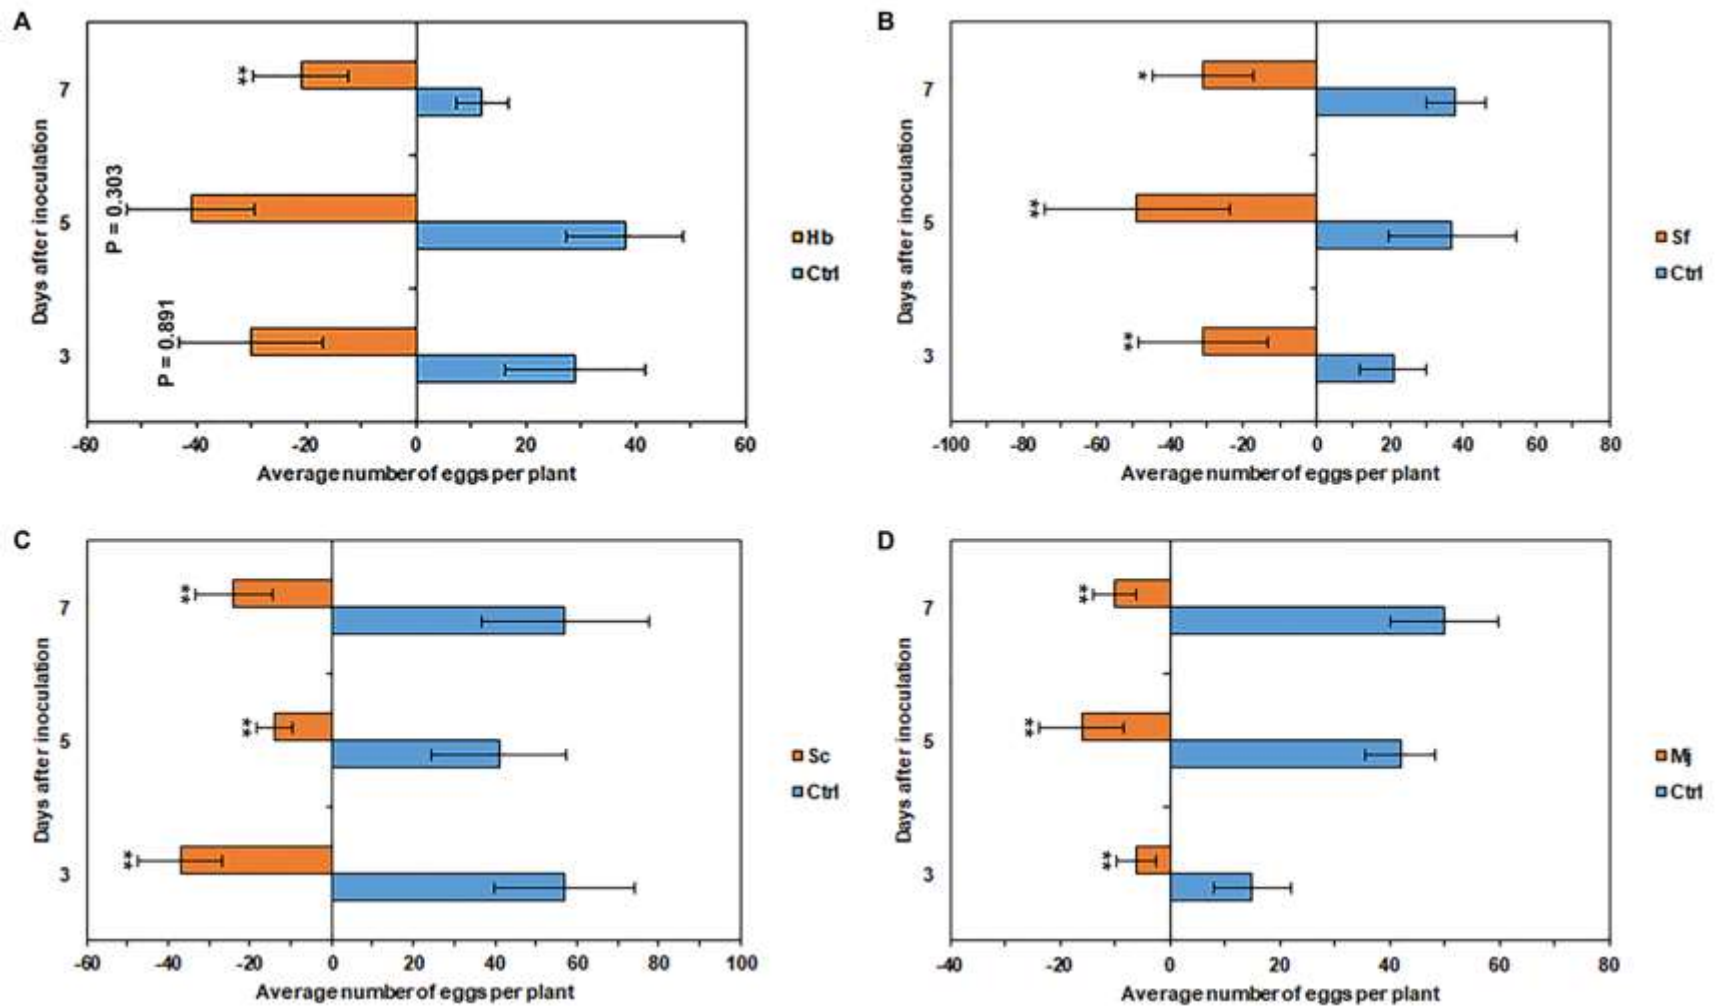 A
7
5
3
**
P = 0.303
P = 0.891
Days after inoculation
-60 -40 -20 0 20 40 60
Average number of eggs per plant
Hb
Ctrl
B
7
5
3
*
**
**
Days after inoculation
-100 -80 -60 -40 -20 0 20 40 60 80
Average number of eggs per plant
Sf
Ctrl
C
7
5
3
**
**
**
Days after inoculation
-60 -40 -20 0 20 40 60 80 100
Average number of eggs per plant
Sc
Ctrl
D
7
5
3
**
**
**
Days after inoculation
-40 -20 0 20 40 60 80
Average number of eggs per plant
Mj
Ctrl